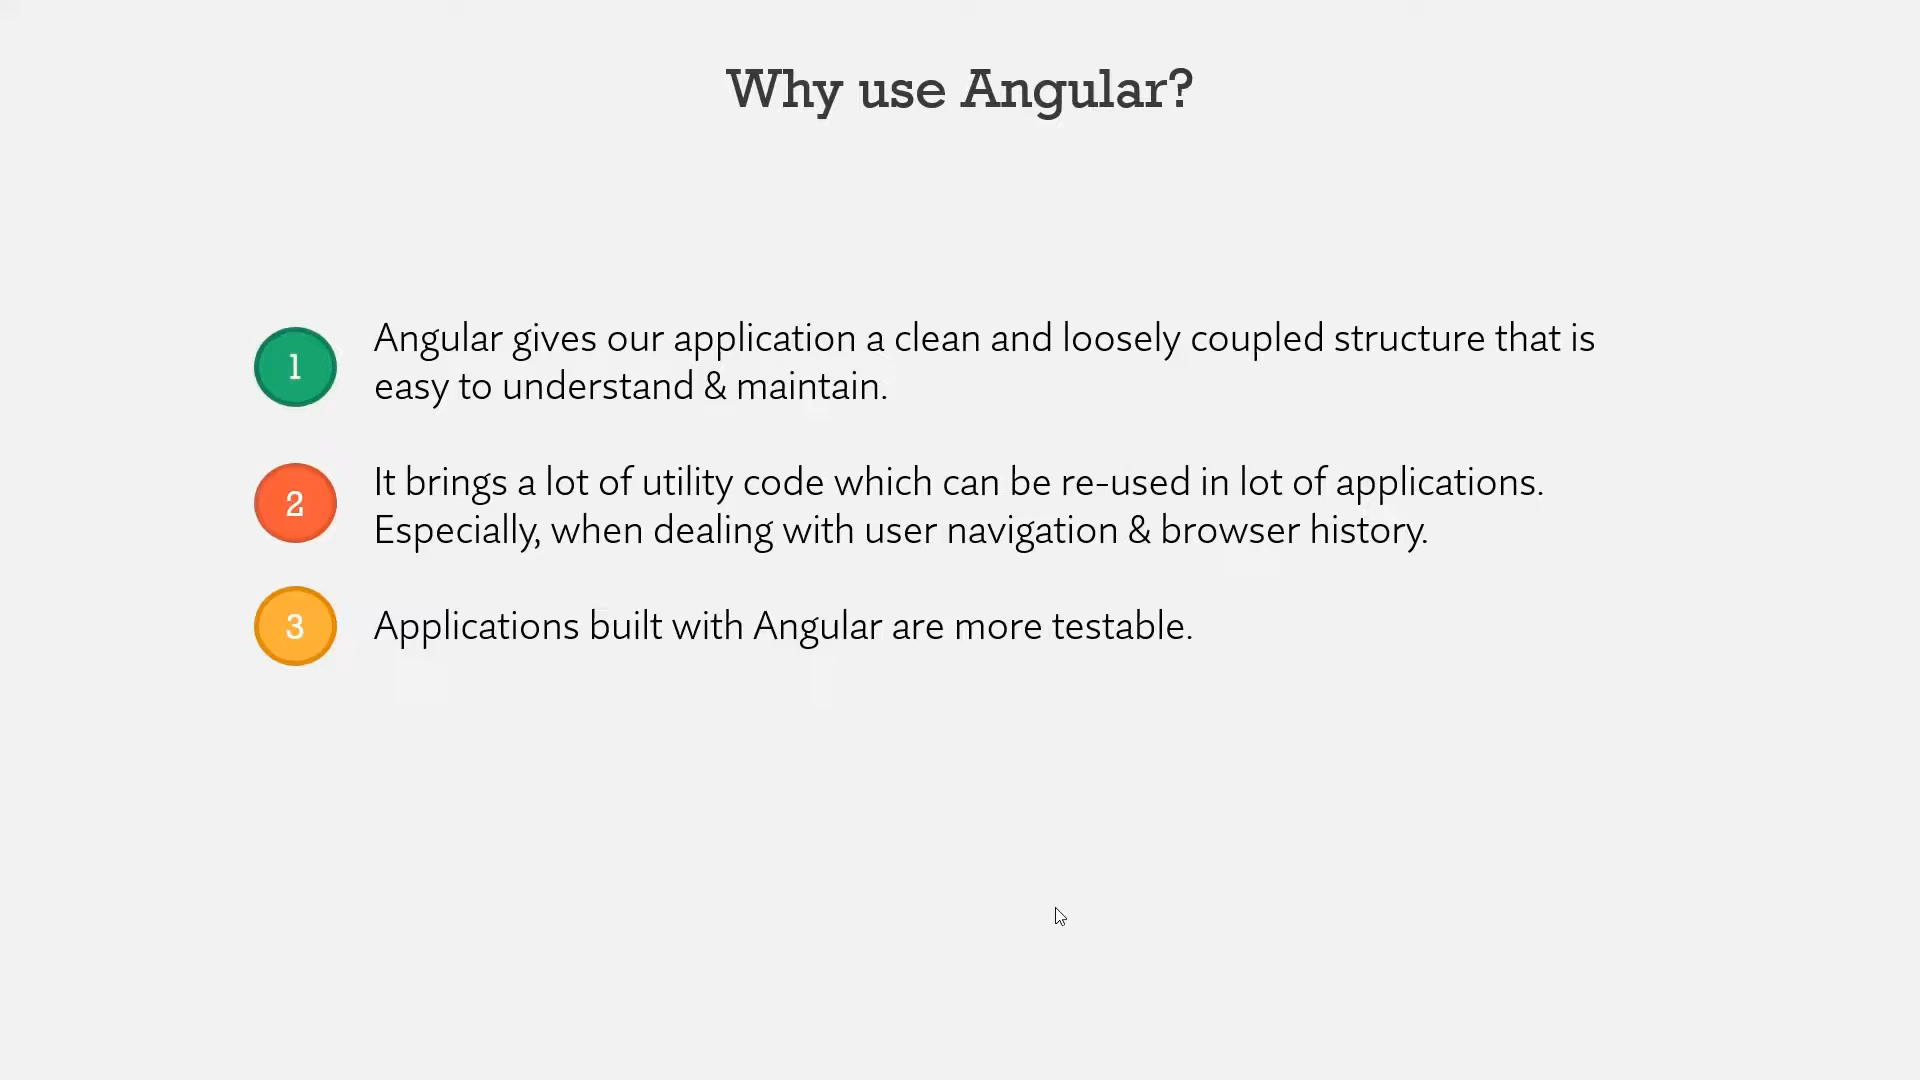 Why use Angular?
1
Angular gives our application a clean and loosely coupled structure that is
easy to understand & maintain.
2
It brings a lot of utility code which can be re-used in lot of applications.
Especially, when dealing with user navigation & browser history.
3
Applications built with Angular are more testable.